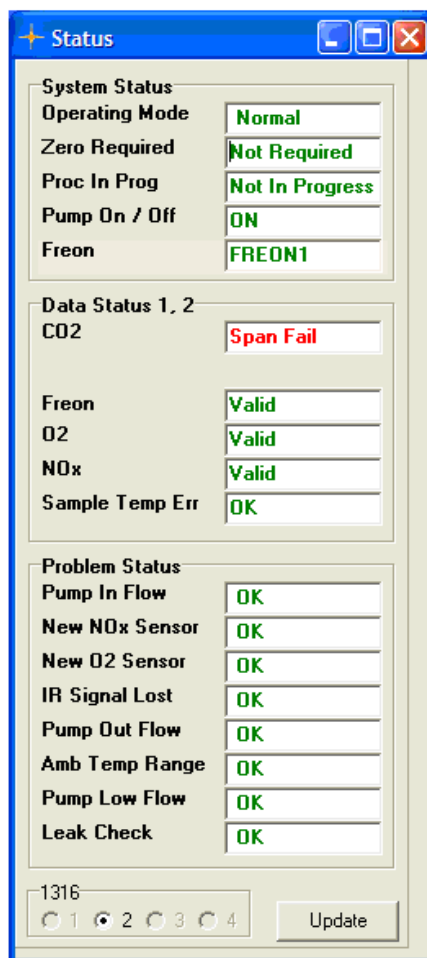 Status
System Status
Operating Mode Normal
Zero Required Not Required
Proc In Prog Not In Progress
Pump On / Off ON
Freon FREON1
Data Status 1, 2
CO2 Span Fail
Freon Valid
O2 Valid
NOx Valid
Sample Temp Err OK
Problem Status
Pump In Flow OK
New NOx Sensor OK
New O2 Sensor OK
IR Signal Lost OK
Pump Out Flow OK
Amb Temp Range OK
Pump Low Flow OK
Leak Check OK
1316
1 2 3 4 Update